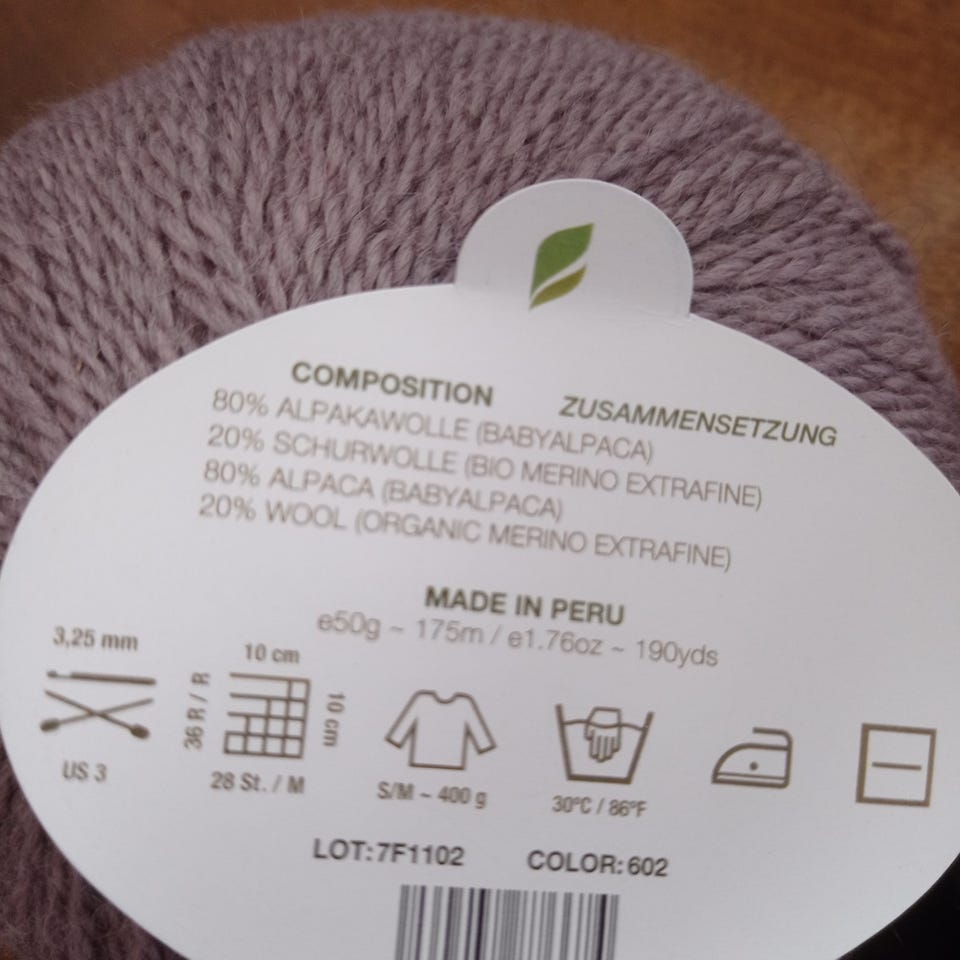 COMPOSITION ZUSAMMENSETZUNG
80% ALPAKAWOLLE (BABYALPACA)
20% SCHURWOLLE (BIO MERINO EXTRAFINE)
80% ALPACA (BABYALPACA)
20% WOOL (ORGANIC MERINO EXTRAFINE)
MADE IN PERU
e50g ~ 175m / e1.76oz ~ 190yds
3,25 mm
US 3
10 cm
36 R / R
10 cm
28 St. / M
S/M ~ 400 g
30°C / 86°F
LOT: 7F1102 COLOR: 602